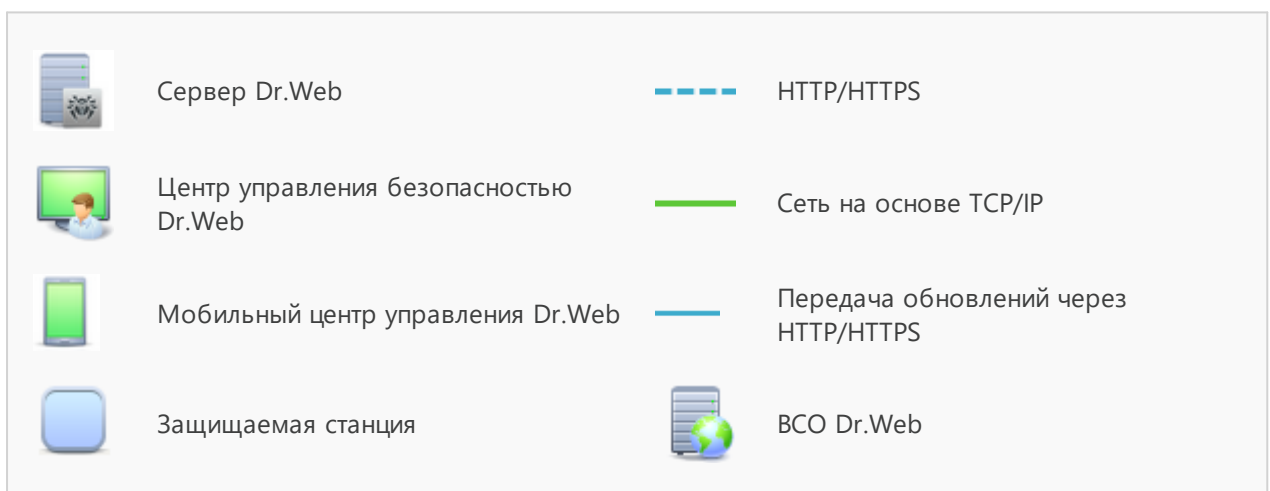 Сервер Dr.Web
HTTP/HTTPS
Центр управления безопасностью
Dr.Web
Сеть на основе TCP/IP
Мобильный центр управления Dr.Web
Передача обновлений через
HTTP/HTTPS
Защищаемая станция
ВСО Dr.Web